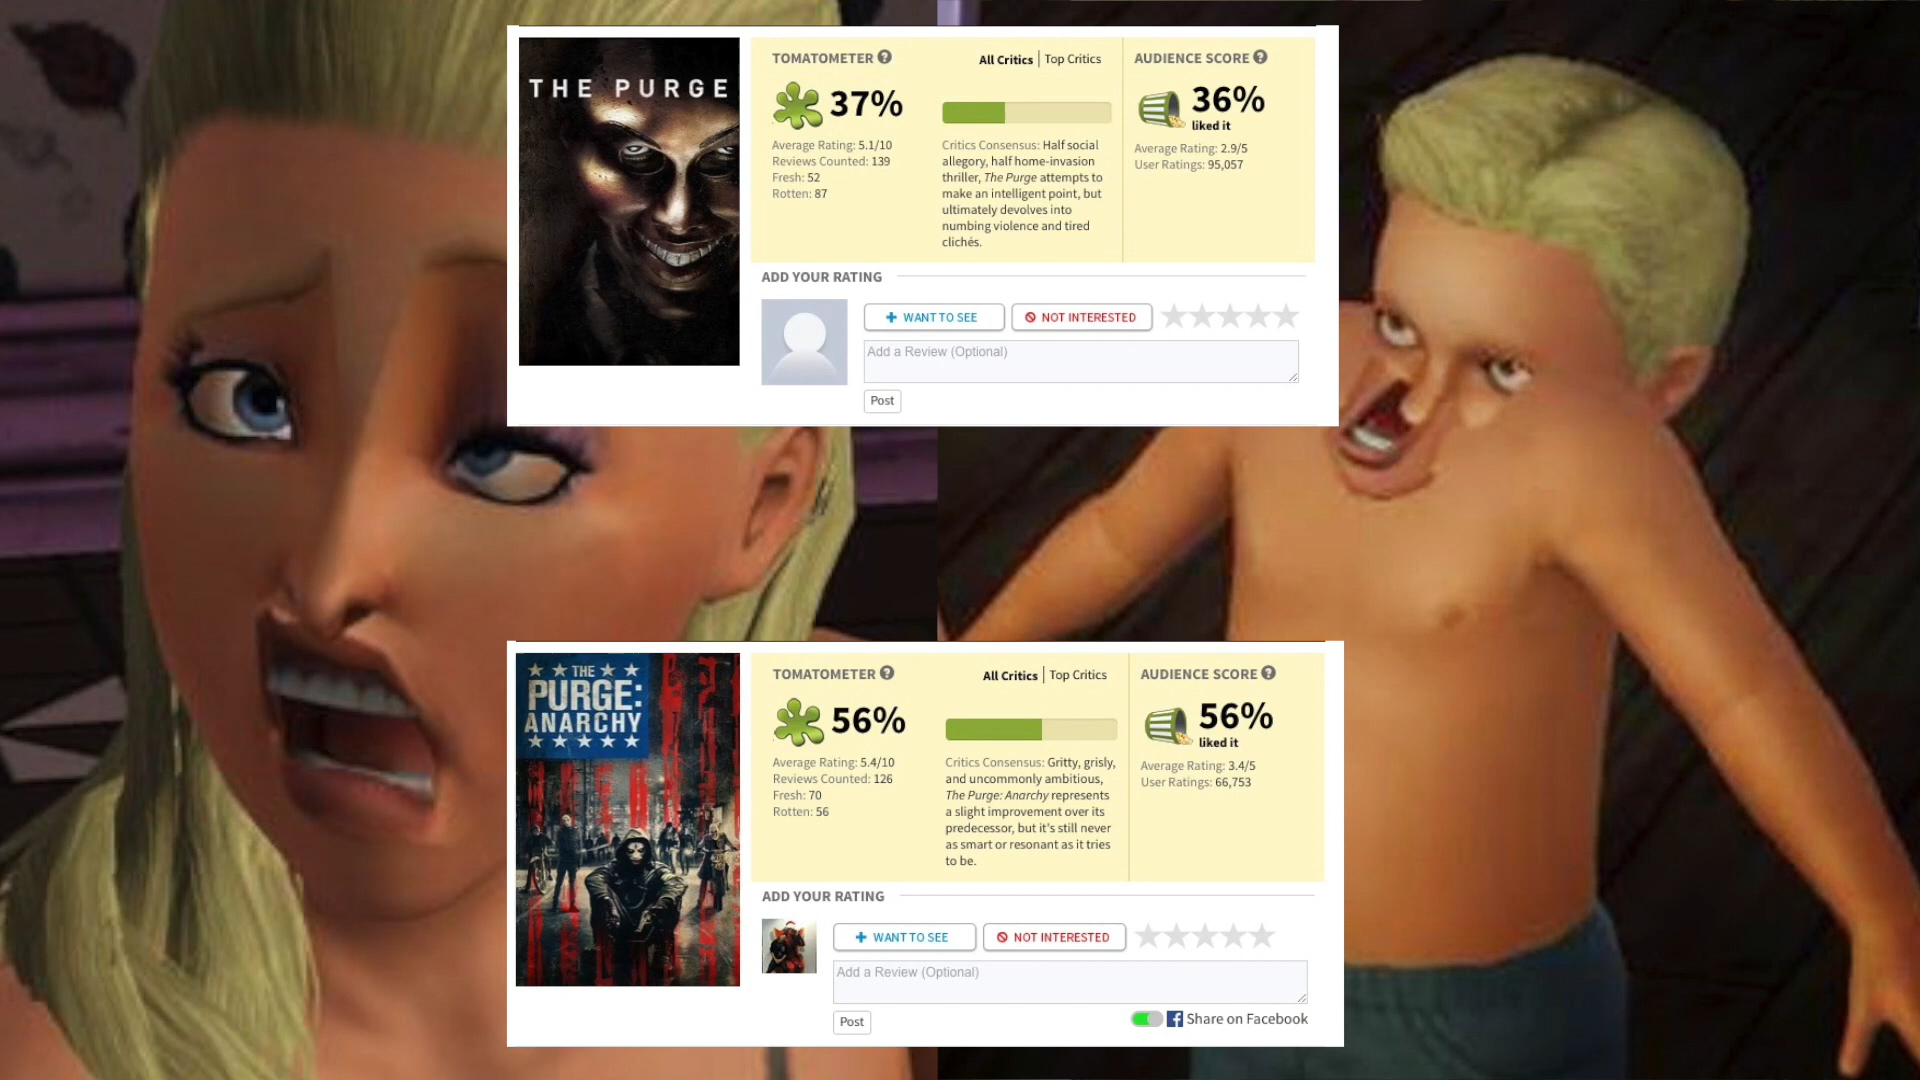 THE PURGE
TOMATOMETER ?
All Critics | Top Critics
37%
Average Rating: 5.1/10
Reviews Counted: 139
Fresh: 52
Rotten: 87
Critics Consensus: Half social
allegory, half home-invasion
thriller, The Purge attempts to
make an intelligent point, but
ultimately devolves into
numbing violence and tired
clichés.
AUDIENCE SCORE ?
36%
liked it
Average Rating: 2.9/5
User Ratings: 95,057
ADD YOUR RATING
+ WANT TO SEE
NOT INTERESTED
Add a Review (Optional)
Post
★ ★ THE ★ ★
PURGE:
ANARCHY
★ ★ ★ ★ ★
TOMATOMETER ?
All Critics | Top Critics
56%
Average Rating: 5.4/10
Reviews Counted: 126
Fresh: 70
Rotten: 56
Critics Consensus: Gritty, grisly,
and uncommonly ambitious,
The Purge: Anarchy represents
a slight improvement over its
predecessor, but it's still never
as smart or resonant as it tries
to be.
AUDIENCE SCORE ?
56%
liked it
Average Rating: 3.4/5
User Ratings: 66,753
ADD YOUR RATING
+ WANT TO SEE
NOT INTERESTED
Add a Review (Optional)
Post
f Share on Facebook